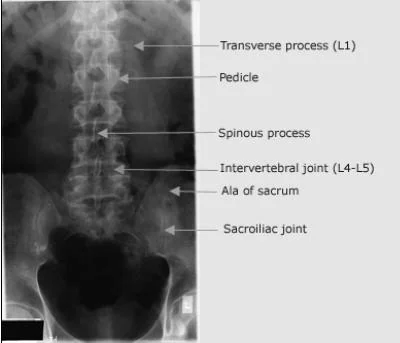 Transverse process (L1)
Pedicle
Spinous process
Intervertebral joint (L4-L5)
Ala of sacrum
Sacroiliac joint